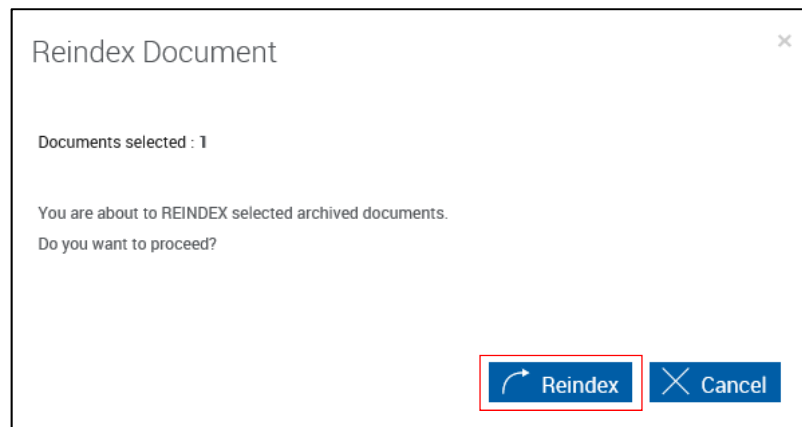 Reindex Document
Documents selected : 1
You are about to REINDEX selected archived documents.
Do you want to proceed?
Reindex
Cancel